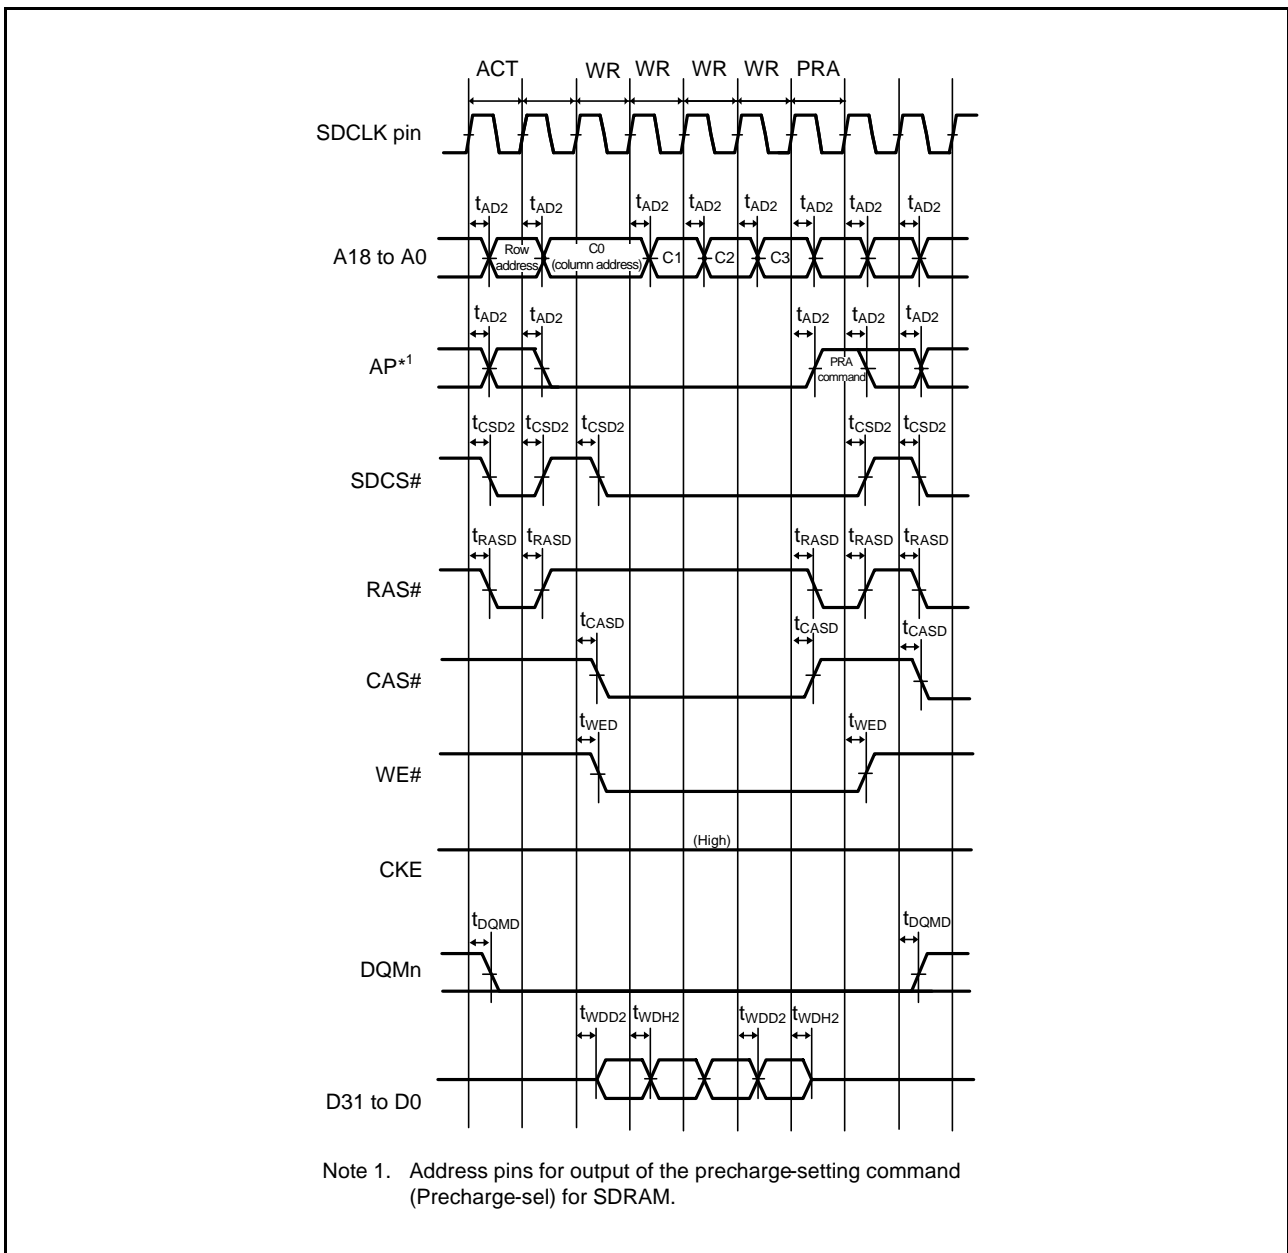 ACT WR WR WR WR PRA
SDCLK pin
tAD2 tAD2 tAD2 tAD2 tAD2 tAD2 tAD2 tAD2
A18 to A0
Row address
C0 (column address)
C1 C2 C3
tAD2 tAD2 tAD2 tAD2 tAD2
AP*1
PRA command
tCSD2 tCSD2 tCSD2 tCSD2 tCSD2
SDCS#
tRASD tRASD tRASD tRASD tRASD
RAS#
tCASD tCASD tCASD
CAS#
tWED tWED
WE#
(High)
CKE
tDQMD tDQMD
DQMn
tWDD2 tWDH2 tWDD2 tWDH2
D31 to D0
Note 1. Address pins for output of the precharge-setting command
(Precharge-sel) for SDRAM.